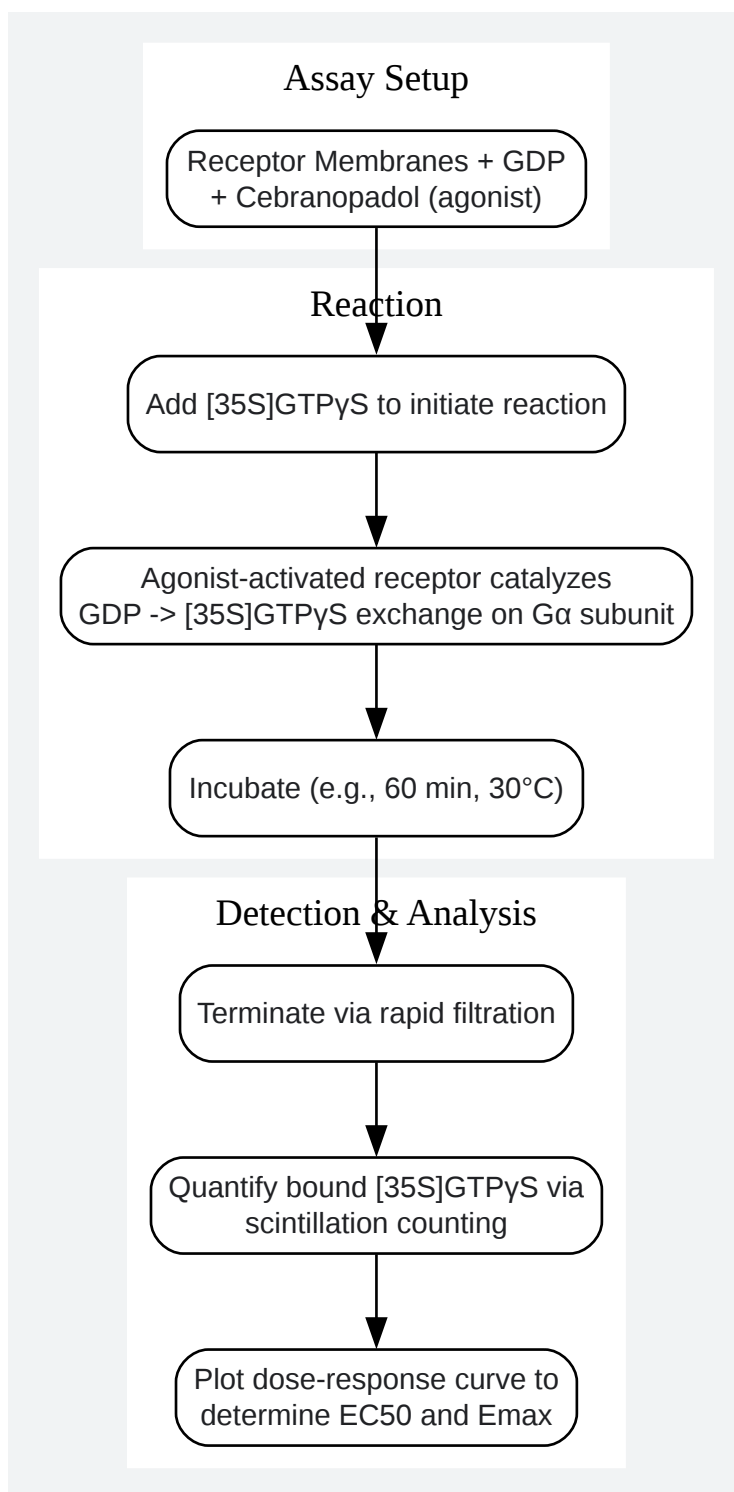 Assay Setup
Receptor Membranes + GDP
+ Cebranopadol (agonist)
Reaction
Add [35S]GTPγS to initiate reaction
Agonist-activated receptor catalyzes
GDP -> [35S]GTPγS exchange on Gα subunit
Incubate (e.g., 60 min, 30°C)
Detection & Analysis
Terminate via rapid filtration
Quantify bound [35S]GTPγS via
scintillation counting
Plot dose-response curve to
determine EC50 and Emax